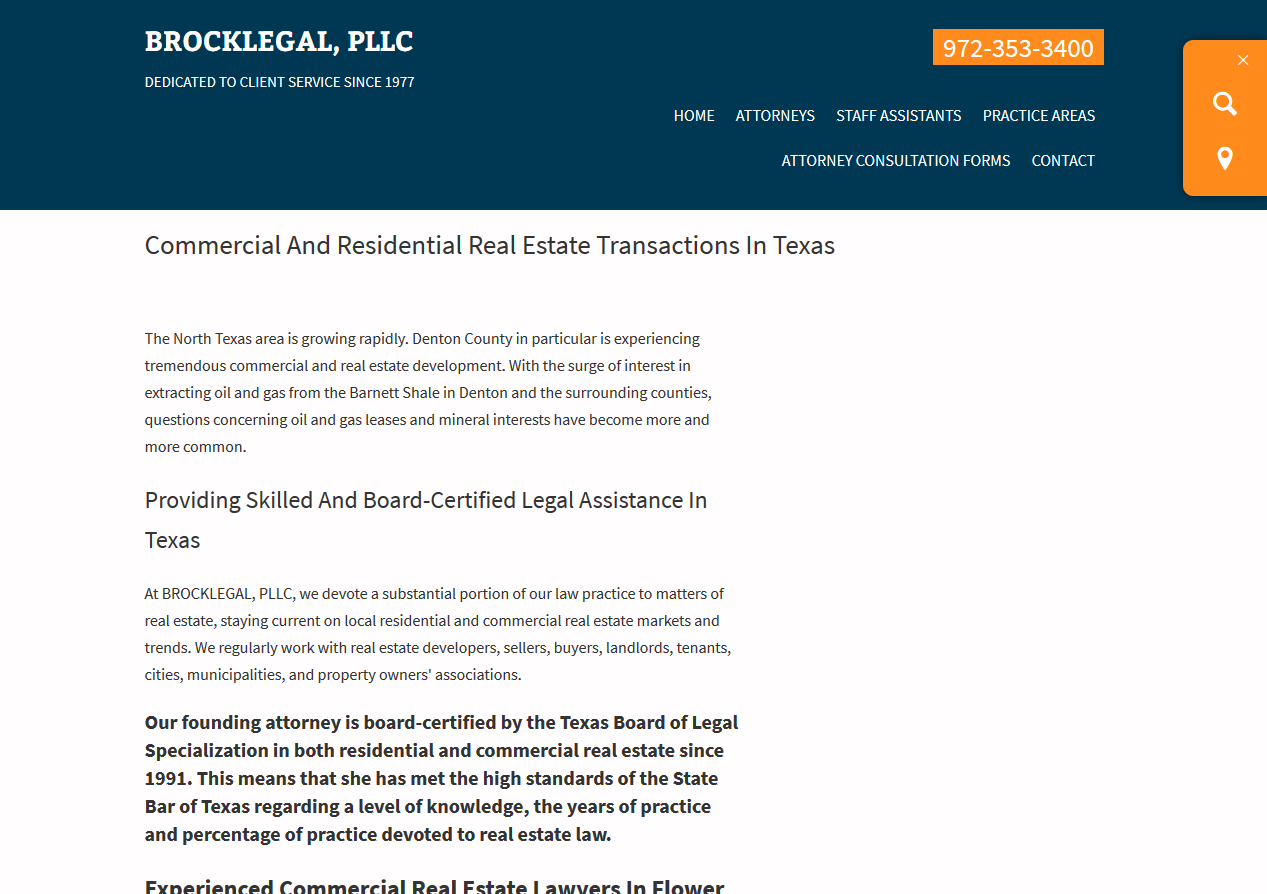 BROCKLEGAL, PLLC
972-353-3400
DEDICATED TO CLIENT SERVICE SINCE 1977
HOME ATTORNEYS STAFF ASSISTANTS PRACTICE AREAS
ATTORNEY CONSULTATION FORMS CONTACT
Commercial And Residential Real Estate Transactions In Texas
The North Texas area is growing rapidly. Denton County in particular is experiencing
tremendous commercial and real estate development. With the surge of interest in
extracting oil and gas from the Barnett Shale in Denton and the surrounding counties,
questions concerning oil and gas leases and mineral interests have become more and
more common.
Providing Skilled And Board-Certified Legal Assistance In
Texas
At BROCKLEGAL, PLLC, we devote a substantial portion of our law practice to matters of
real estate, staying current on local residential and commercial real estate markets and
trends. We regularly work with real estate developers, sellers, buyers, landlords, tenants,
cities, municipalities, and property owners' associations.
Our founding attorney is board-certified by the Texas Board of Legal
Specialization in both residential and commercial real estate since
1991. This means that she has met the high standards of the State
Bar of Texas regarding a level of knowledge, the years of practice
and percentage of practice devoted to real estate law.
Experienced Commercial Real Estate Lawyers In Flower